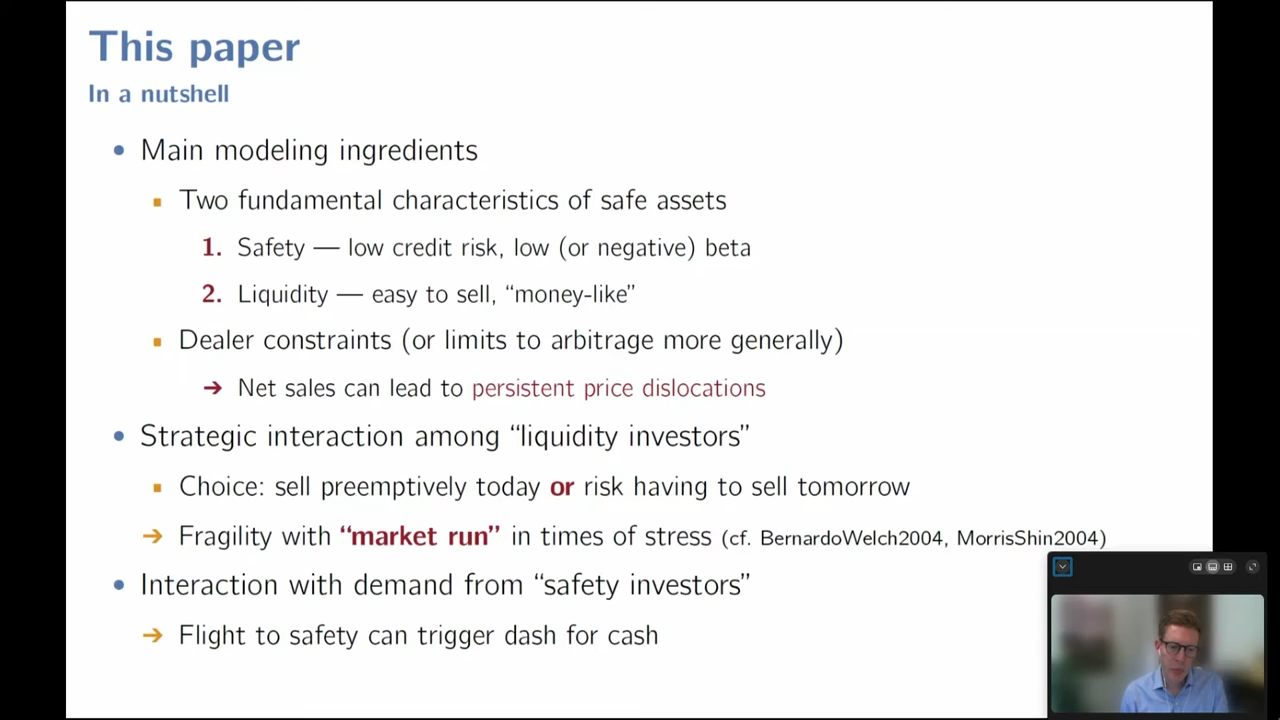 This paper
In a nutshell
• Main modeling ingredients
▪ Two fundamental characteristics of safe assets
1. Safety — low credit risk, low (or negative) beta
2. Liquidity — easy to sell, “money-like”
▪ Dealer constraints (or limits to arbitrage more generally)
➔ Net sales can lead to persistent price dislocations
• Strategic interaction among “liquidity investors”
▪ Choice: sell preemptively today or risk having to sell tomorrow
➔ Fragility with “market run” in times of stress (cf. BernardoWelch2004, MorrisShin2004)
• Interaction with demand from “safety investors”
➔ Flight to safety can trigger dash for cash